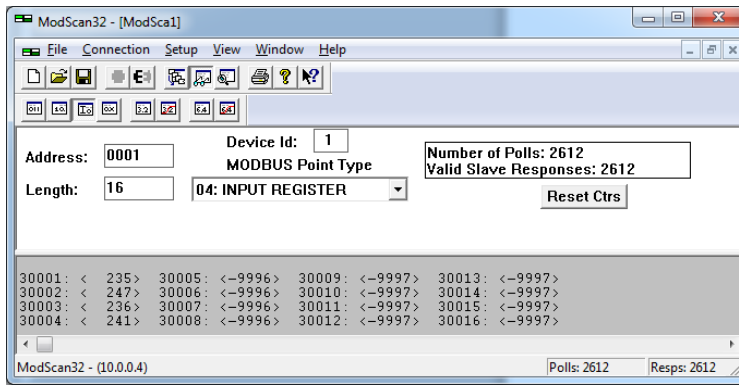 ModScan32 - [ModSca1]
File Connection Setup View Window Help
Device Id: 1
Address: 0001
MODBUS Point Type
Number of Polls: 2612
Valid Slave Responses: 2612
Length: 16
04: INPUT REGISTER
Reset Ctrs
30001: <  235> 30005: <-9996> 30009: <-9997> 30013: <-9997>
30002: <  247> 30006: <-9996> 30010: <-9997> 30014: <-9997>
30003: <  236> 30007: <-9996> 30011: <-9997> 30015: <-9997>
30004: <  241> 30008: <-9996> 30012: <-9997> 30016: <-9997>
ModScan32 - (10.0.0.4) Polls: 2612 Resps: 2612